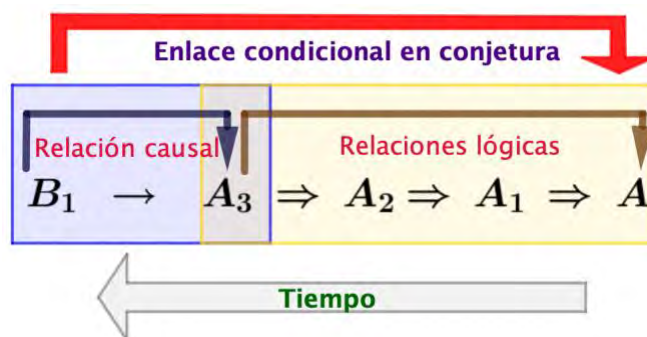 Enlace condicional en conjetura
Relación causal Relaciones lógicas
B₁ → A₃ ⇒ A₂ ⇒ A₁ ⇒ A
Tiempo